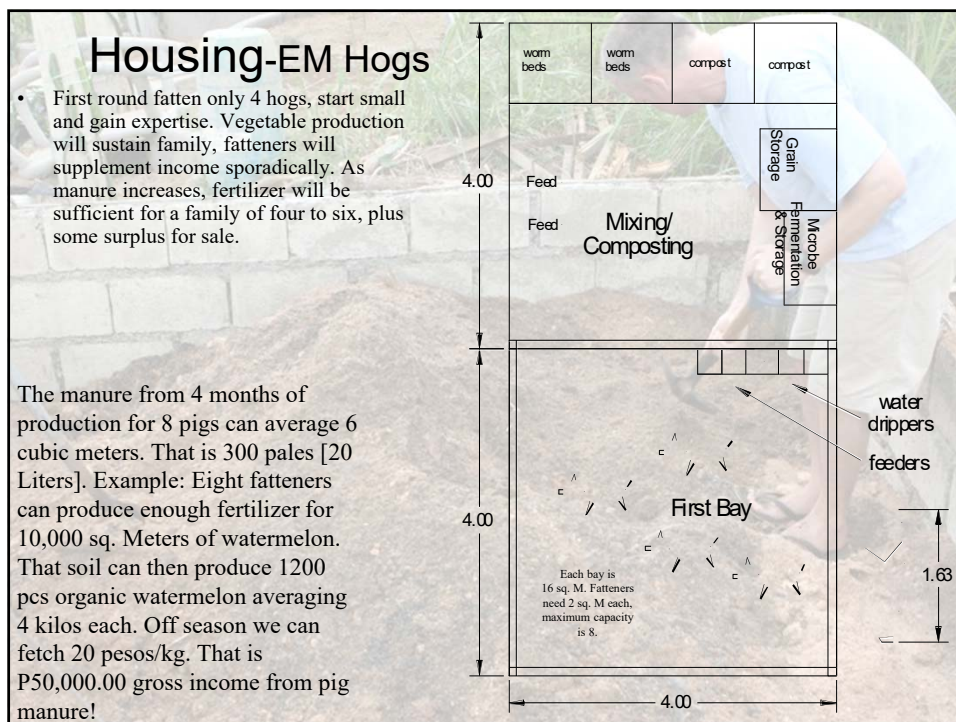 Housing-EM Hogs
• First round fatten only 4 hogs, start small
and gain expertise. Vegetable production
will sustain family, fatteners will
supplement income sporadically. As
manure increases, fertilizer will be
sufficient for a family of four to six, plus
some surplus for sale.
The manure from 4 months of
production for 8 pigs can average 6
cubic meters. That is 300 pales [20
Liters]. Example: Eight fatteners
can produce enough fertilizer for
10,000 sq. Meters of watermelon.
That soil can then produce 1200
pcs organic watermelon averaging
4 kilos each. Off season we can
fetch 20 pesos/kg. That is
P50,000.00 gross income from pig
manure!
worm
beds
worm
beds
compost
compost
4.00
Feed
Feed
Mixing/
Composting
Grain
Storage
Microbe
Fermentation
& Storage
water
drippers
feeders
4.00
First Bay
Each bay is
16 sq. M. Fatteners
need 2 sq. M each,
maximum capacity
is 8.
1.63
4.00